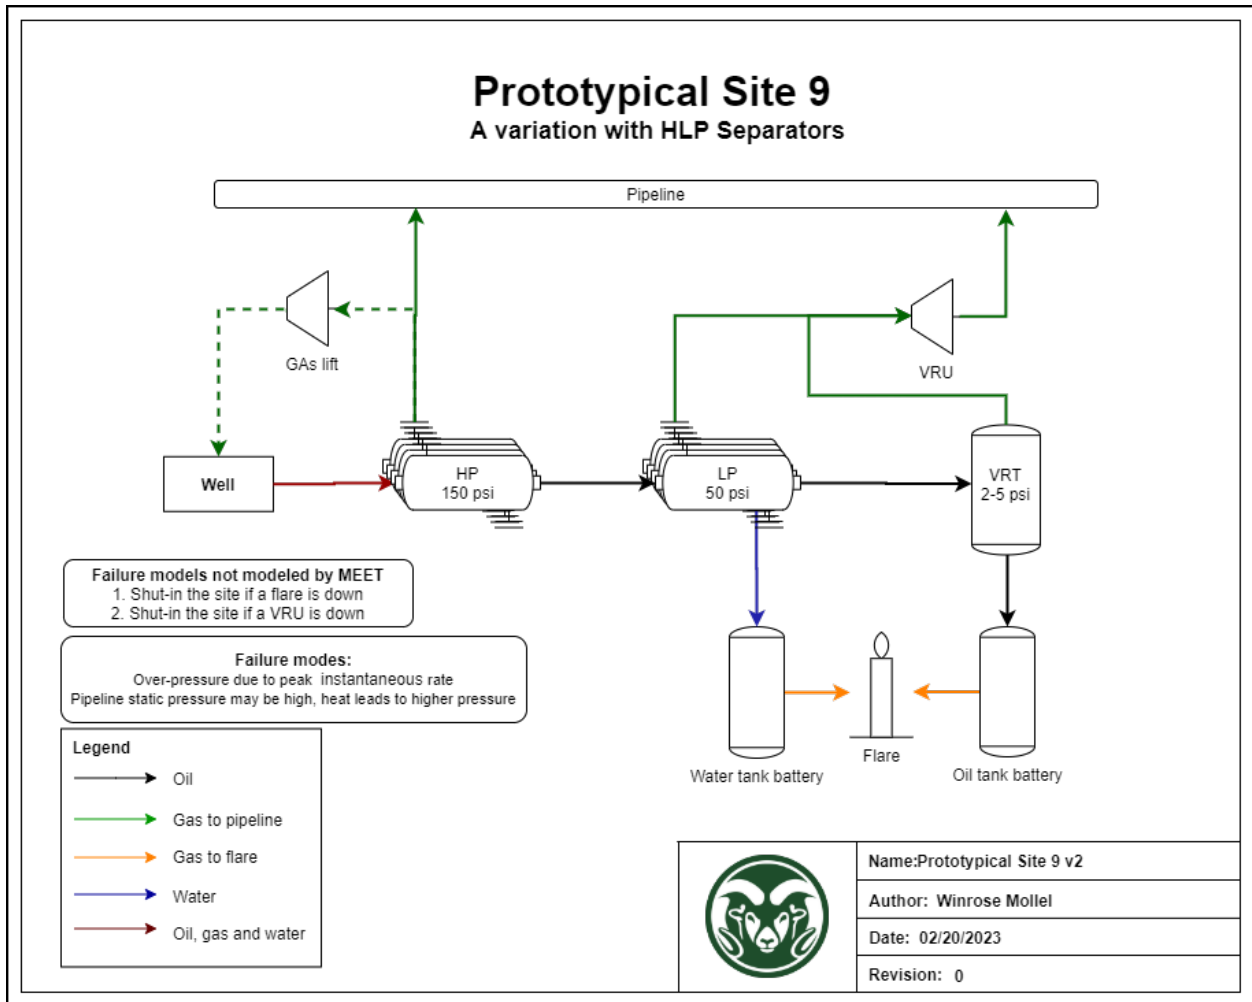 Prototypical Site 9
A variation with HLP Separators
Pipeline
GAs lift
VRU
Well
HP
150 psi
LP
50 psi
VRT
2-5 psi
Failure models not modeled by MEET
1. Shut-in the site if a flare is down
2. Shut-in the site if a VRU is down
Failure modes:
Over-pressure due to peak instantaneous rate
Pipeline static pressure may be high, heat leads to higher pressure
Water tank battery
Flare
Oil tank battery
Legend
Oil
Gas to pipeline
Gas to flare
Water
Oil, gas and water
Name:Prototypical Site 9 v2
Author: Winrose Mollel
Date: 02/20/2023
Revision: 0